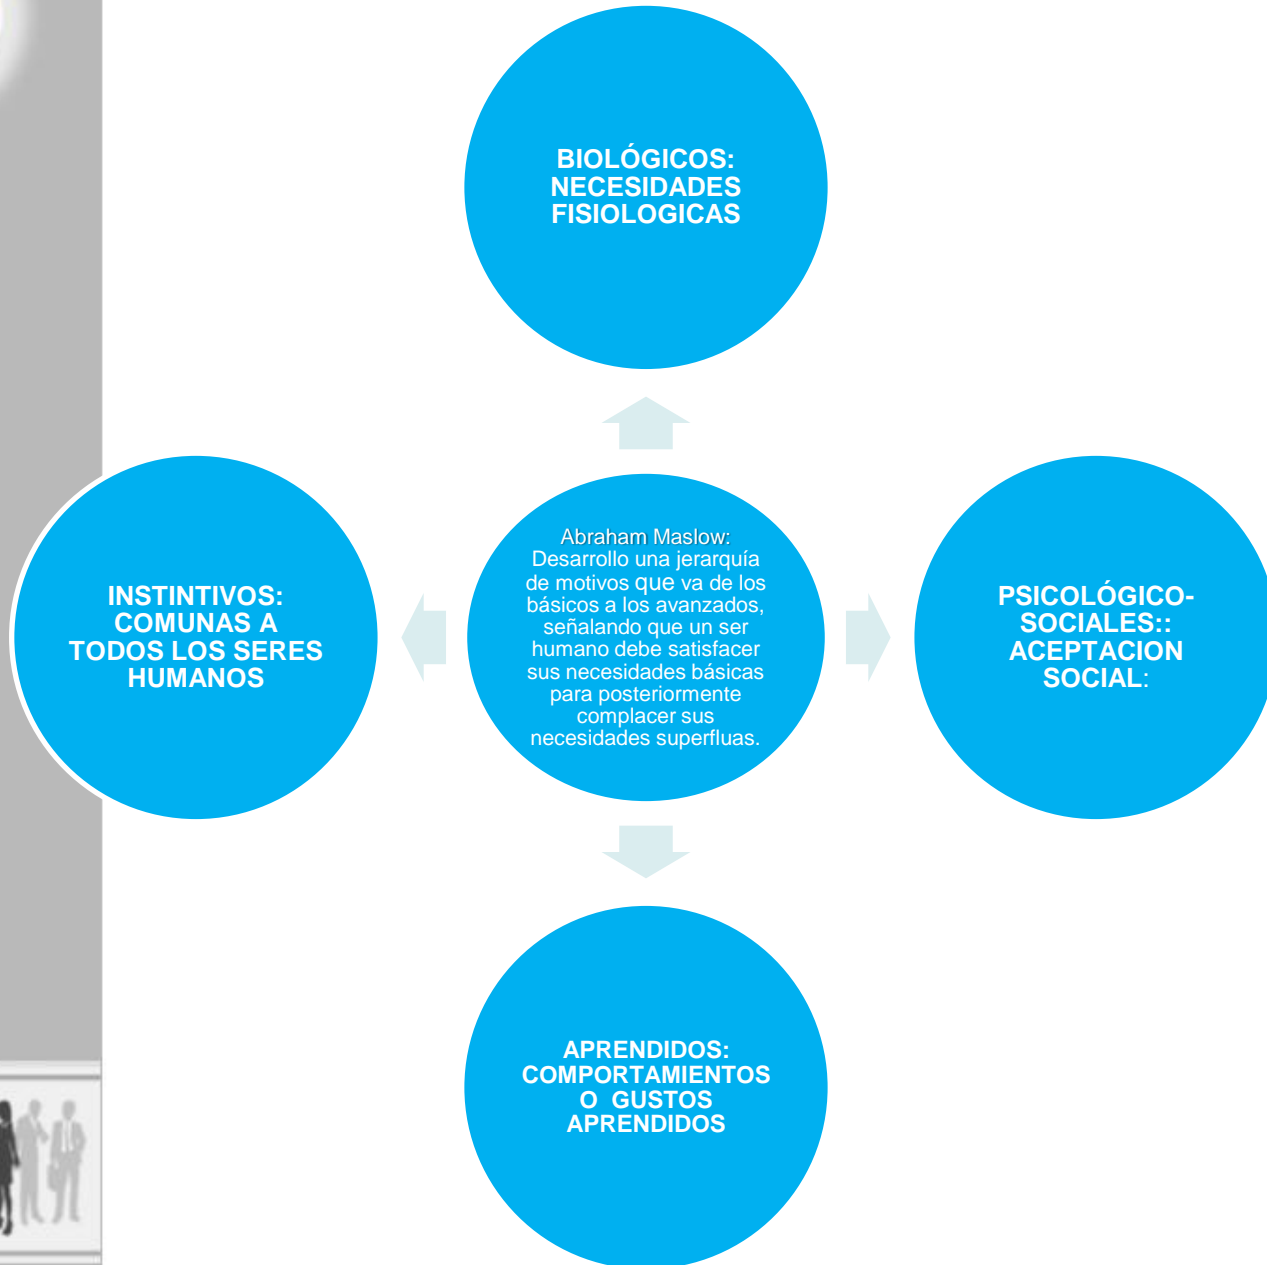 BIOLÓGICOS:
NECESIDADES
FISIOLOGICAS
INSTINTIVOS:
COMUNAS A
TODOS LOS SERES
HUMANOS
Abraham Maslow:
Desarrollo una jerarquía
de motivos que va de los
básicos a los avanzados,
señalando que un ser
humano debe satisfacer
sus necesidades básicas
para posteriormente
complacer sus
necesidades superfluas.
PSICOLÓGICO-
SOCIALES::
ACEPTACION
SOCIAL:
APRENDIDOS:
COMPORTAMIENTOS
O GUSTOS
APRENDIDOS